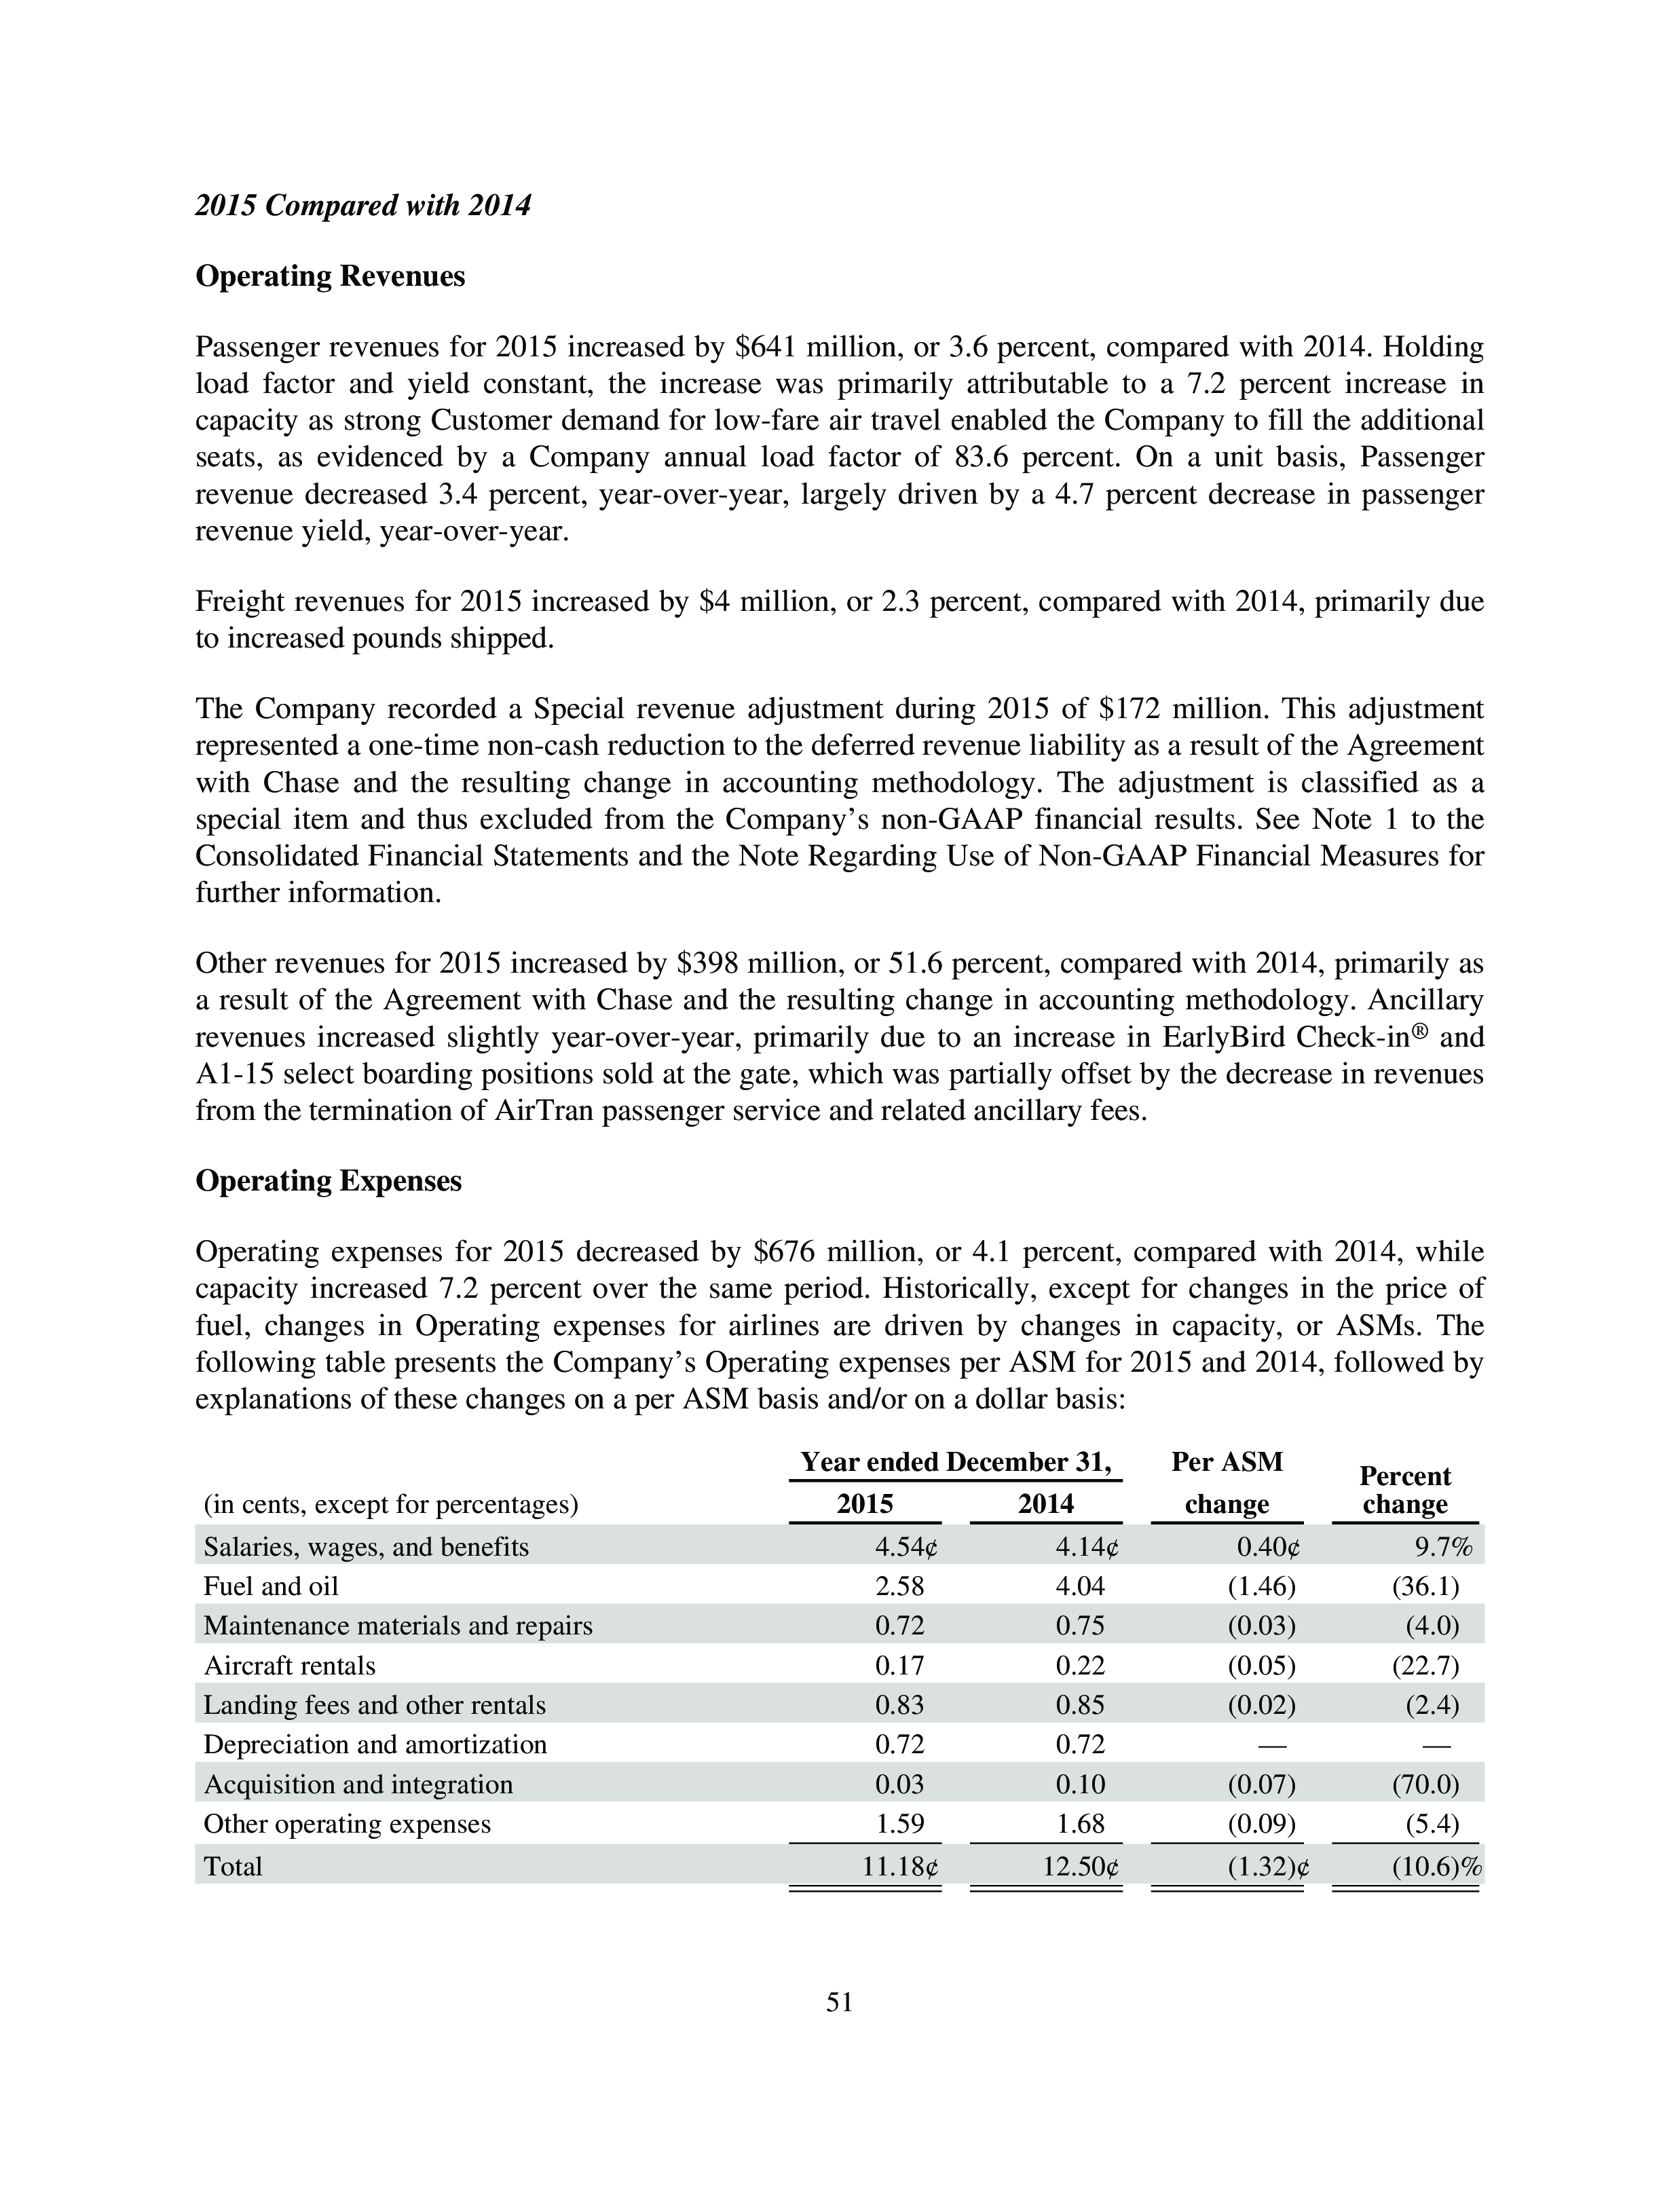 2015 Compared with 2014
Operating Revenues
Passenger revenues for 2015 increased by $641 million, or 3.6 percent, compared with 2014. Holding
load factor and yield constant, the increase was primarily attributable to a 7.2 percent increase in
capacity as strong Customer demand for low-fare air travel enabled the Company to fill the additional
seats, as evidenced by a Company annual load factor of 83.6 percent. On a unit basis, Passenger
revenue decreased 3.4 percent, year-over-year, largely driven by a 4.7 percent decrease in passenger
revenue yield, year-over-year.
Freight revenues for 2015 increased by $4 million, or 2.3 percent, compared with 2014, primarily due
to increased pounds shipped.
The Company recorded a Special revenue adjustment during 2015 of $172 million. This adjustment
represented a one-time non-cash reduction to the deferred revenue liability as a result of the Agreement
with Chase and the resulting change in accounting methodology. The adjustment is classified as a
special item and thus excluded from the Company’s non-GAAP financial results. See Note 1 to the
Consolidated Financial Statements and the Note Regarding Use of Non-GAAP Financial Measures for
further information.
Other revenues for 2015 increased by $398 million, or 51.6 percent, compared with 2014, primarily as
a result of the Agreement with Chase and the resulting change in accounting methodology. Ancillary
revenues increased slightly year-over-year, primarily due to an increase in EarlyBird Check-in® and
A1-15 select boarding positions sold at the gate, which was partially offset by the decrease in revenues
from the termination of AirTran passenger service and related ancillary fees.
Operating Expenses
Operating expenses for 2015 decreased by $676 million, or 4.1 percent, compared with 2014, while
capacity increased 7.2 percent over the same period. Historically, except for changes in the price of
fuel, changes in Operating expenses for airlines are driven by changes in capacity, or ASMs. The
following table presents the Company’s Operating expenses per ASM for 2015 and 2014, followed by
explanations of these changes on a per ASM basis and/or on a dollar basis:
Year ended December 31, Per ASM Percent
(in cents, except for percentages) 2015 2014 change change
Salaries, wages, and benefits 4.54¢ 4.14¢ 0.40¢ 9.7%
Fuel and oil 2.58 4.04 (1.46) (36.1)
Maintenance materials and repairs 0.72 0.75 (0.03) (4.0)
Aircraft rentals 0.17 0.22 (0.05) (22.7)
Landing fees and other rentals 0.83 0.85 (0.02) (2.4)
Depreciation and amortization 0.72 0.72 — —
Acquisition and integration 0.03 0.10 (0.07) (70.0)
Other operating expenses 1.59 1.68 (0.09) (5.4)
Total 11.18¢ 12.50¢ (1.32)¢ (10.6)%
51